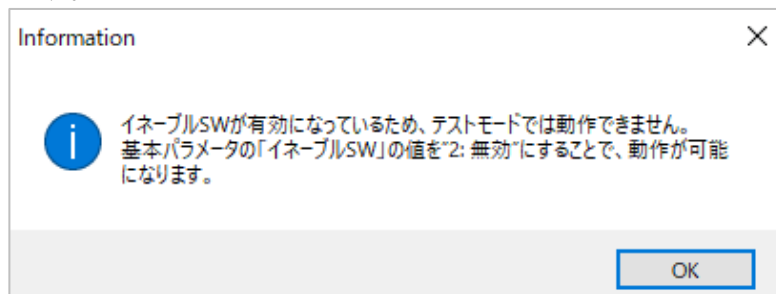 Information
イネーブルSWが有効になっているため、テストモードでは動作できません。
基本パラメータの「イネーブルSW」の値を"2: 無効"にすることで、動作が可能
になります。
OK